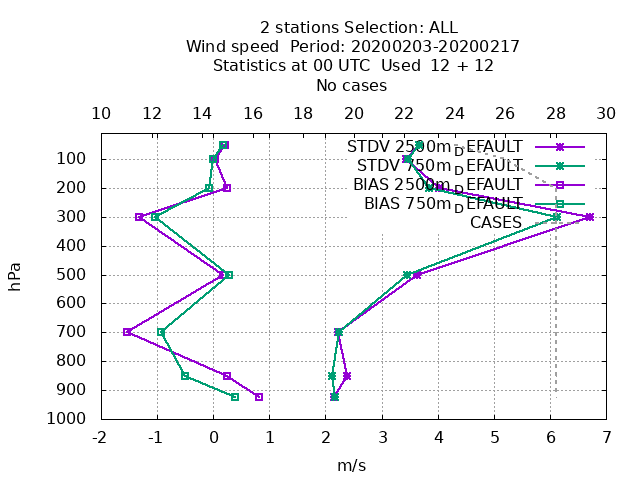 2 stations Selection: ALL
Wind speed  Period: 20200203-20200217
Statistics at 00 UTC  Used  12 + 12
No cases
10 12 14 16 18 20 22 24 26 28 30
STDV 2500m_DEFAULT
STDV 750m_DEFAULT
BIAS 2500m_DEFAULT
BIAS 750m_DEFAULT
CASES
hPa
100
200
300
400
500
600
700
800
900
1000
-2 -1 0 1 2 3 4 5 6 7
m/s